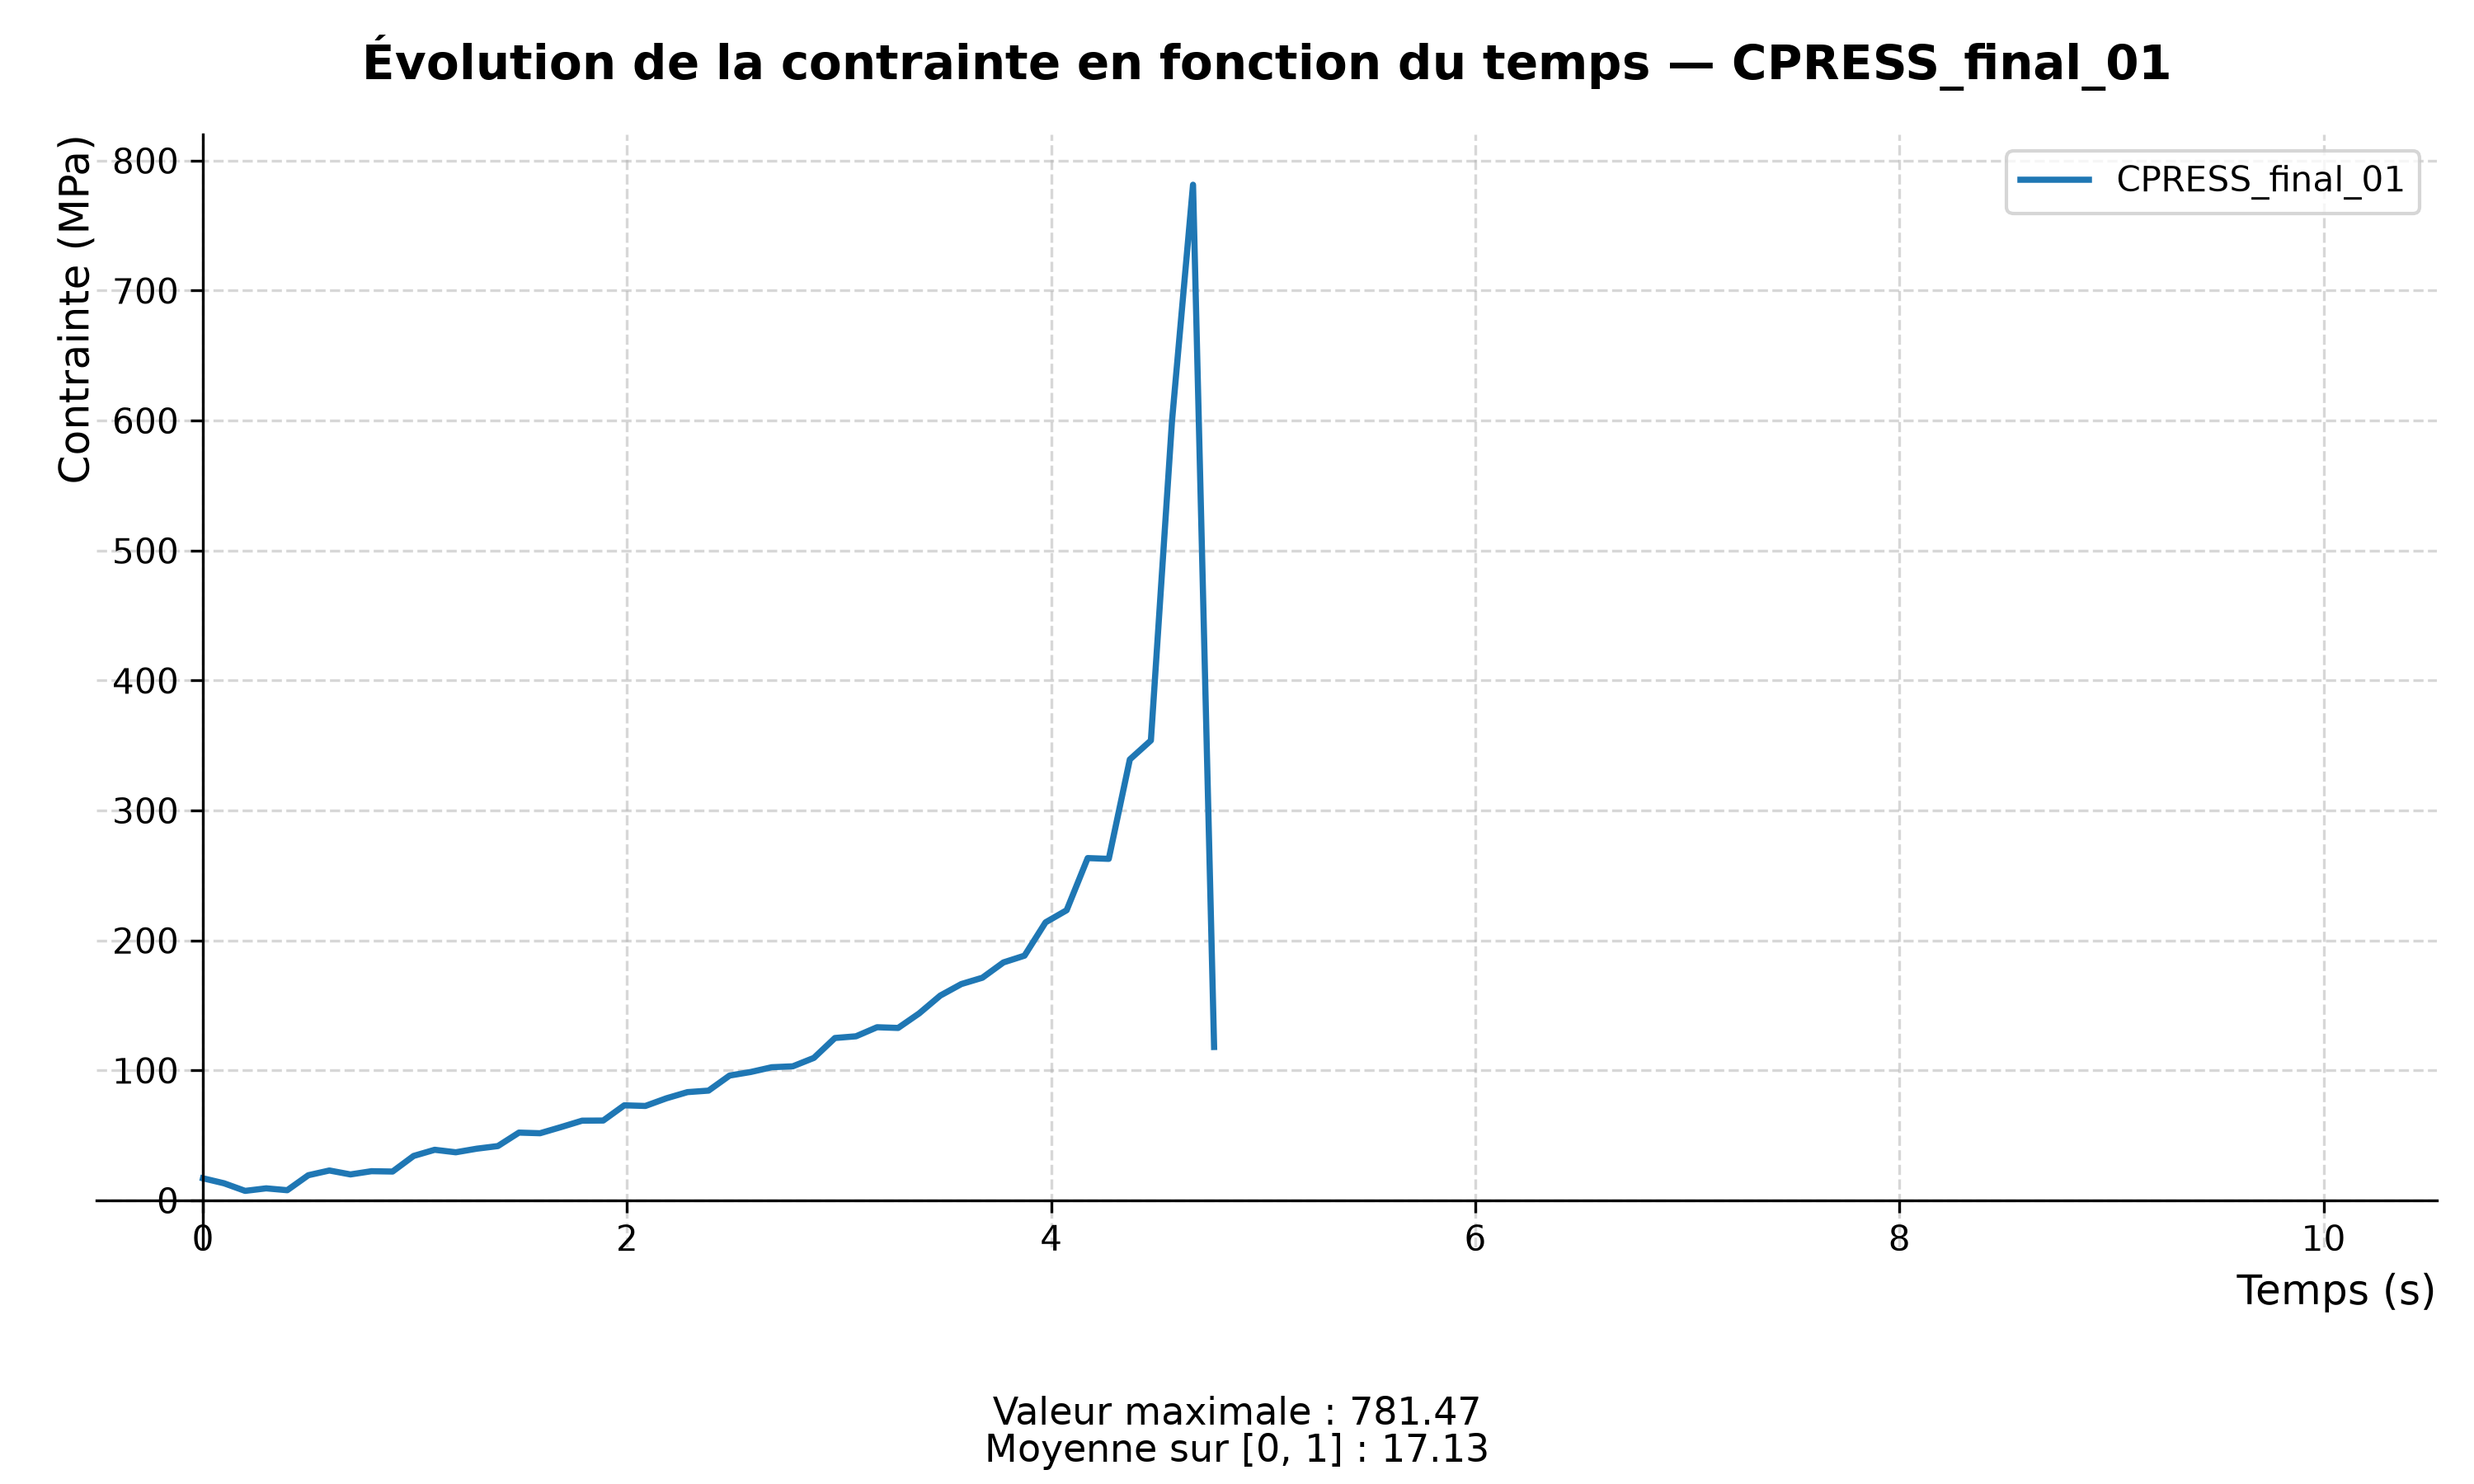 Évolution de la contrainte en fonction du temps — CPRESS_final_01
Contrainte (MPa)
800
700
600
500
400
300
200
100
0
CPRESS_final_01
0 2 4 6 8 10
Temps (s)
Valeur maximale : 781.47
Moyenne sur [0, 1] : 17.13